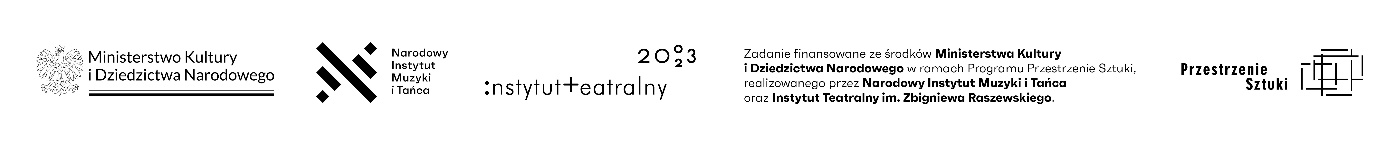 Ministerstwo Kultury
i Dziedzictwa Narodowego
Narodowy
Instytut
Muzyki
i Tańca
2023
:nstytut+eatralny
Zadanie finansowane ze środków Ministerstwa Kultury
i Dziedzictwa Narodowego w ramach Programu Przestrzenie Sztuki,
realizowanego przez Narodowy Instytut Muzyki i Tańca
oraz Instytut Teatralny im. Zbigniewa Raszewskiego.
Przestrzenie
Sztuki